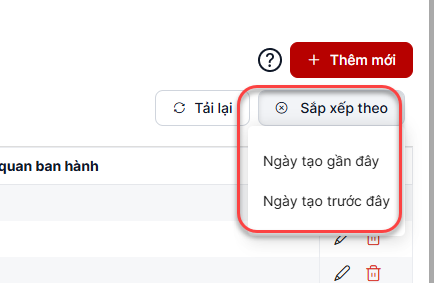 ? + Thêm mới
Tải lại Sắp xếp theo
quan ban hành
Ngày tạo gần đây
Ngày tạo trước đây